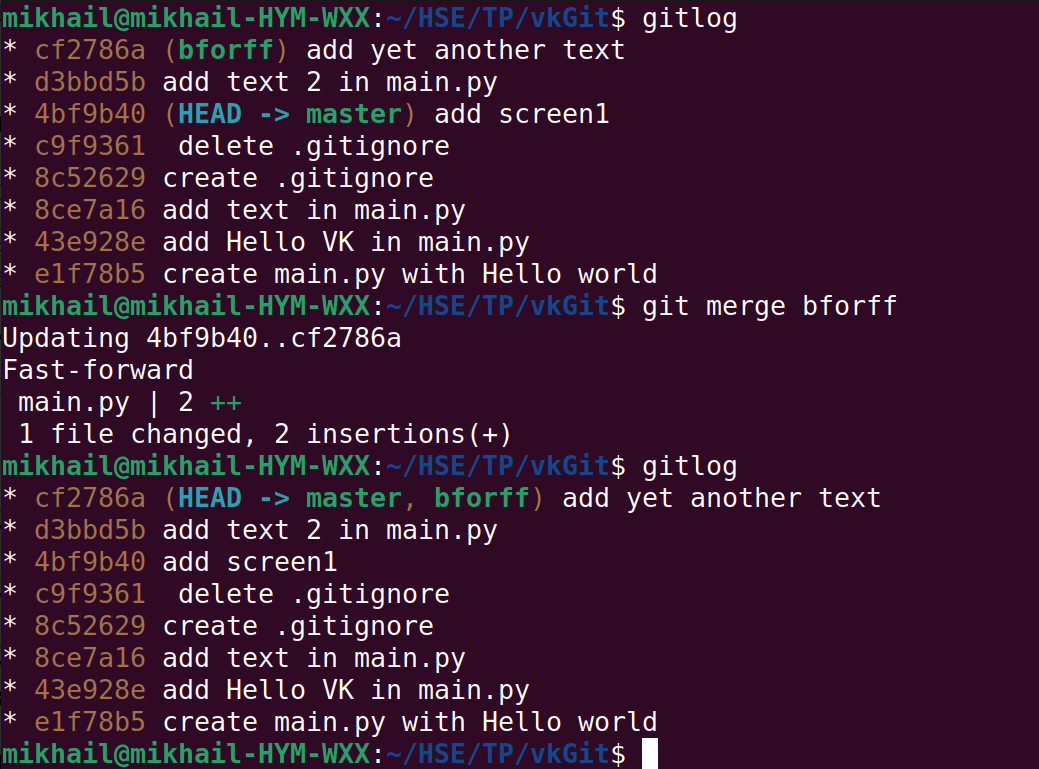 mikhail@mikhail-HYM-WXX:~/HSE/TP/vkGit$ gitlog
* cf2786a (bforff) add yet another text
* d3bbd5b add text 2 in main.py
* 4bf9b40 (HEAD -> master) add screen1
* c9f9361  delete .gitignore
* 8c52629 create .gitignore
* 8ce7a16 add text in main.py
* 43e928e add Hello VK in main.py
* e1f78b5 create main.py with Hello world
mikhail@mikhail-HYM-WXX:~/HSE/TP/vkGit$ git merge bforff
Updating 4bf9b40..cf2786a
Fast-forward
 main.py | 2 ++
 1 file changed, 2 insertions(+)
mikhail@mikhail-HYM-WXX:~/HSE/TP/vkGit$ gitlog
* cf2786a (HEAD -> master, bforff) add yet another text
* d3bbd5b add text 2 in main.py
* 4bf9b40 add screen1
* c9f9361  delete .gitignore
* 8c52629 create .gitignore
* 8ce7a16 add text in main.py
* 43e928e add Hello VK in main.py
* e1f78b5 create main.py with Hello world
mikhail@mikhail-HYM-WXX:~/HSE/TP/vkGit$